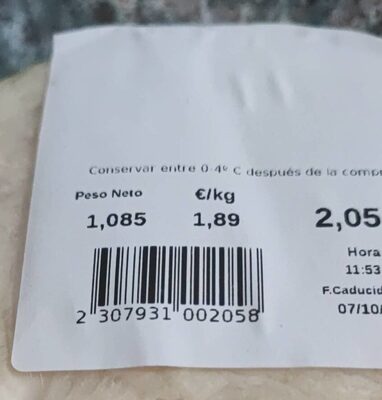 Conservar entre 0-4º C después de la compr
Peso Neto €/kg
1,085 1,89 2,05
Hora
11:53
F.Caducid
07/10/
2 307931 002058